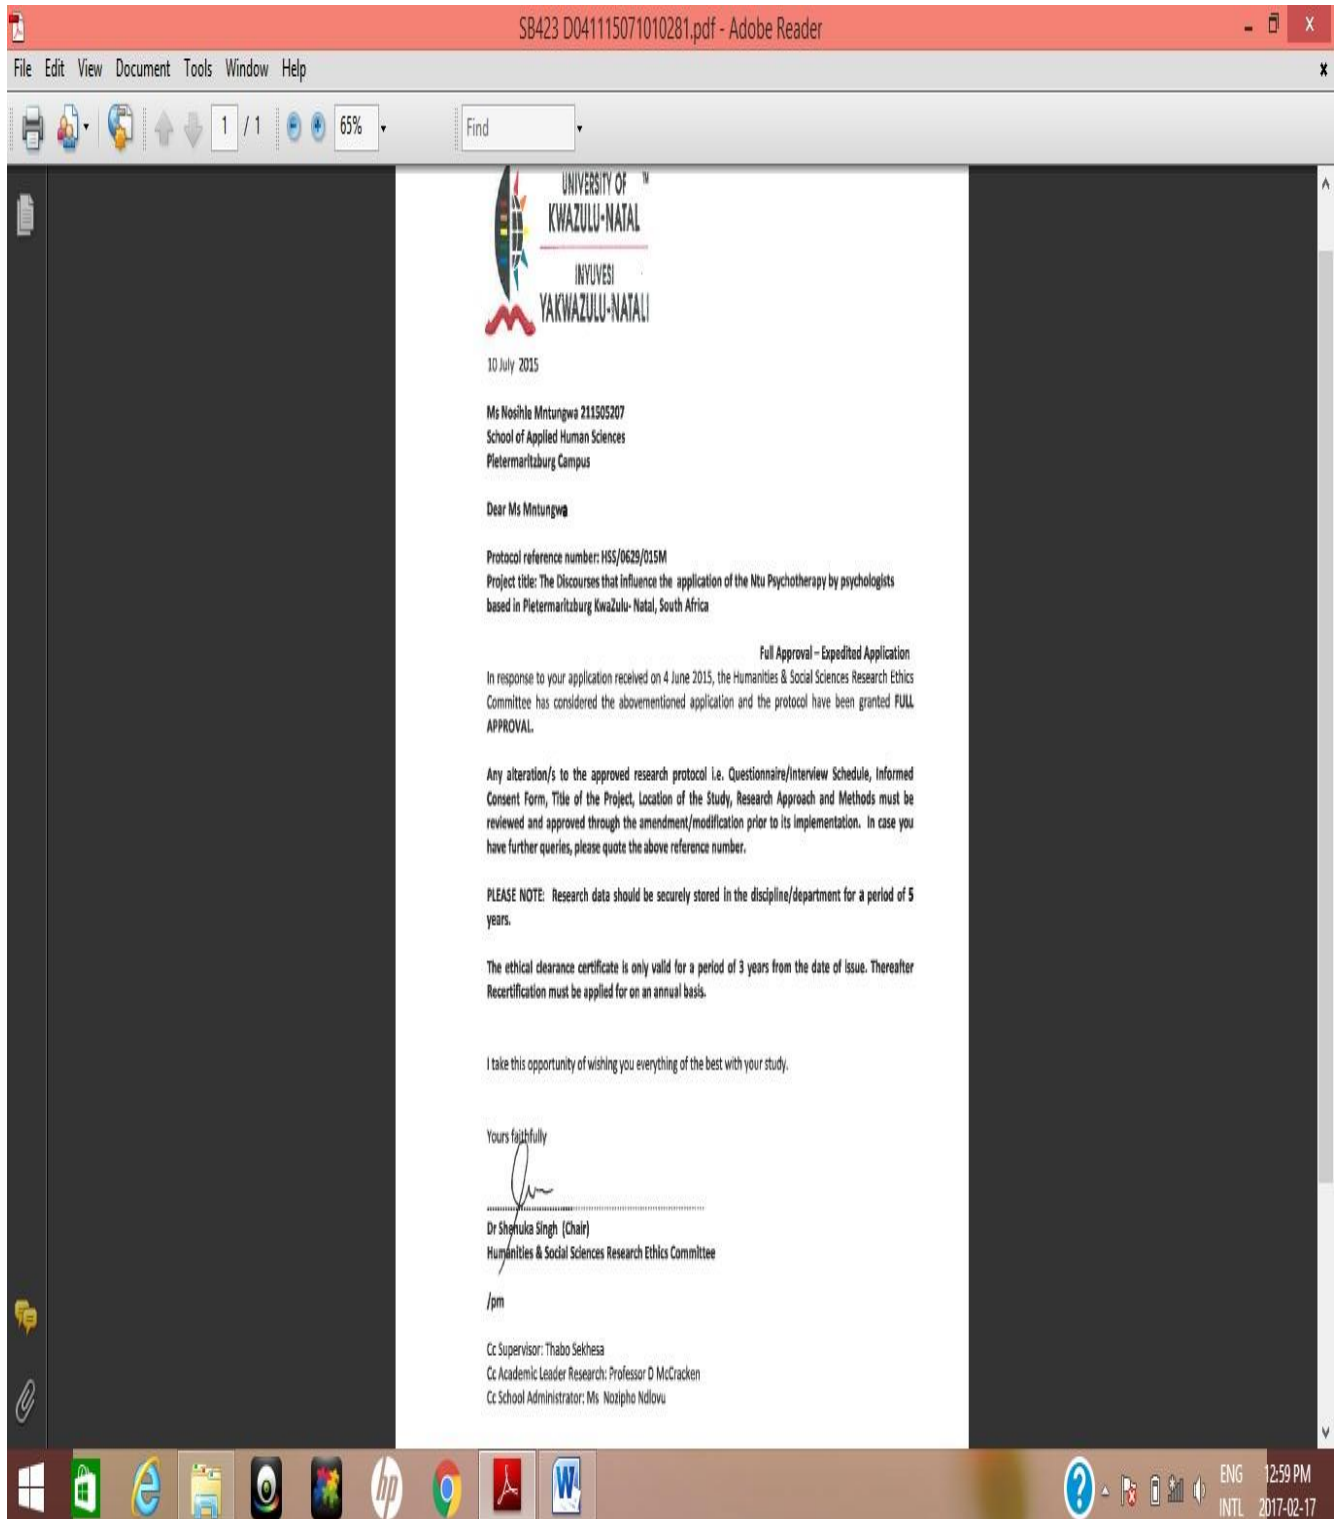 SB423 D041115071010281.pdf - Adobe Reader
File Edit View Document Tools Window Help
1 / 1 65% Find
UNIVERSITY OF ™
KWAZULU-NATAL
INYUVESI
YAKWAZULU-NATALI
10 July 2015
Ms Nosihle Mntungwa 211505207
School of Applied Human Sciences
Pietermaritzburg Campus
Dear Ms Mntungwa
Protocol reference number: HSS/0629/015M
Project title: The Discourses that influence the application of the Ntu Psychotherapy by psychologists
based in Pietermaritzburg KwaZulu- Natal, South Africa
Full Approval – Expedited Application
In response to your application received on 4 June 2015, the Humanities & Social Sciences Research Ethics
Committee has considered the abovementioned application and the protocol have been granted FULL
APPROVAL.
Any alteration/s to the approved research protocol i.e. Questionnaire/Interview Schedule, Informed
Consent Form, Title of the Project, Location of the Study, Research Approach and Methods must be
reviewed and approved through the amendment/modification prior to its implementation. In case you
have further queries, please quote the above reference number.
PLEASE NOTE: Research data should be securely stored in the discipline/department for a period of 5
years.
The ethical clearance certificate is only valid for a period of 3 years from the date of issue. Thereafter
Recertification must be applied for on an annual basis.
I take this opportunity of wishing you everything of the best with your study.
Yours faithfully
Dr Shenuka Singh (Chair)
Humanities & Social Sciences Research Ethics Committee
/pm
Cc Supervisor: Thabo Sekhesa
Cc Academic Leader Research: Professor D McCracken
Cc School Administrator: Ms Nozipho Ndlovu
hp
ENG 12:59 PM
INTL 2017-02-17